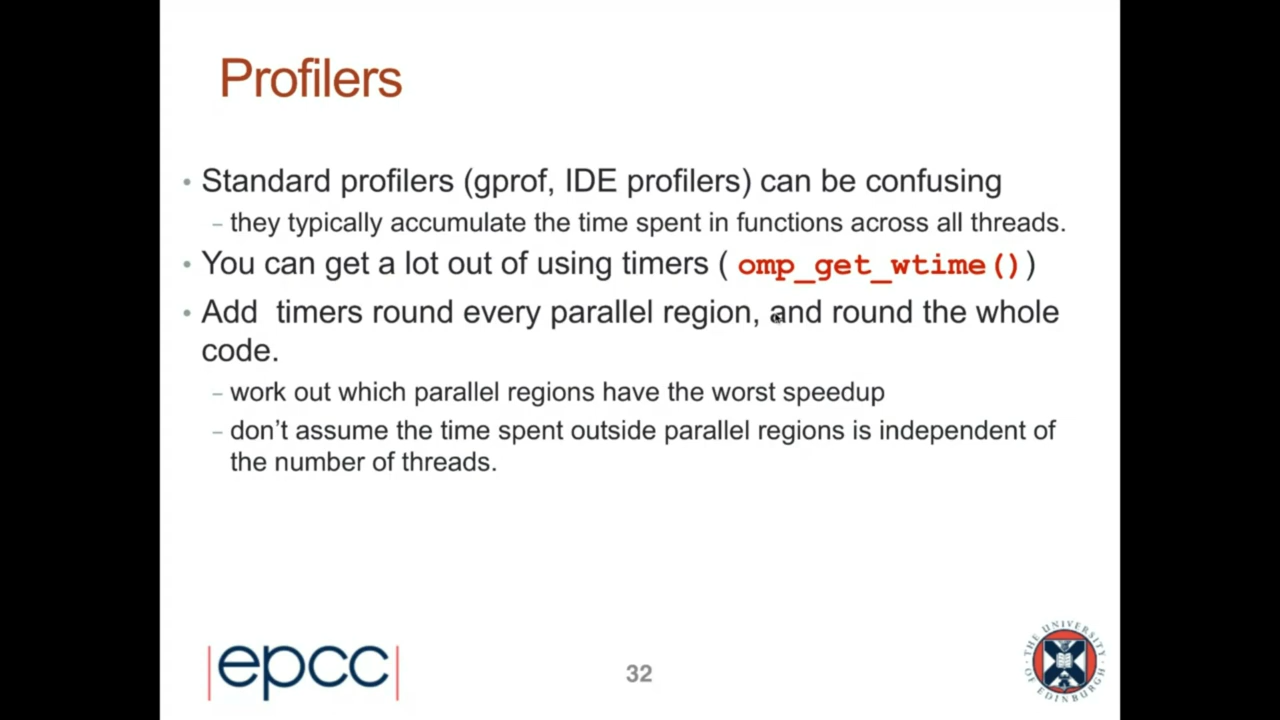 Profilers
• Standard profilers (gprof, IDE profilers) can be confusing
– they typically accumulate the time spent in functions across all threads.
• You can get a lot out of using timers ( omp_get_wtime() )
• Add timers round every parallel region, and round the whole
code.
– work out which parallel regions have the worst speedup
– don’t assume the time spent outside parallel regions is independent of
the number of threads.
|epcc|
32
THE UNIVERSITY OF EDINBURGH